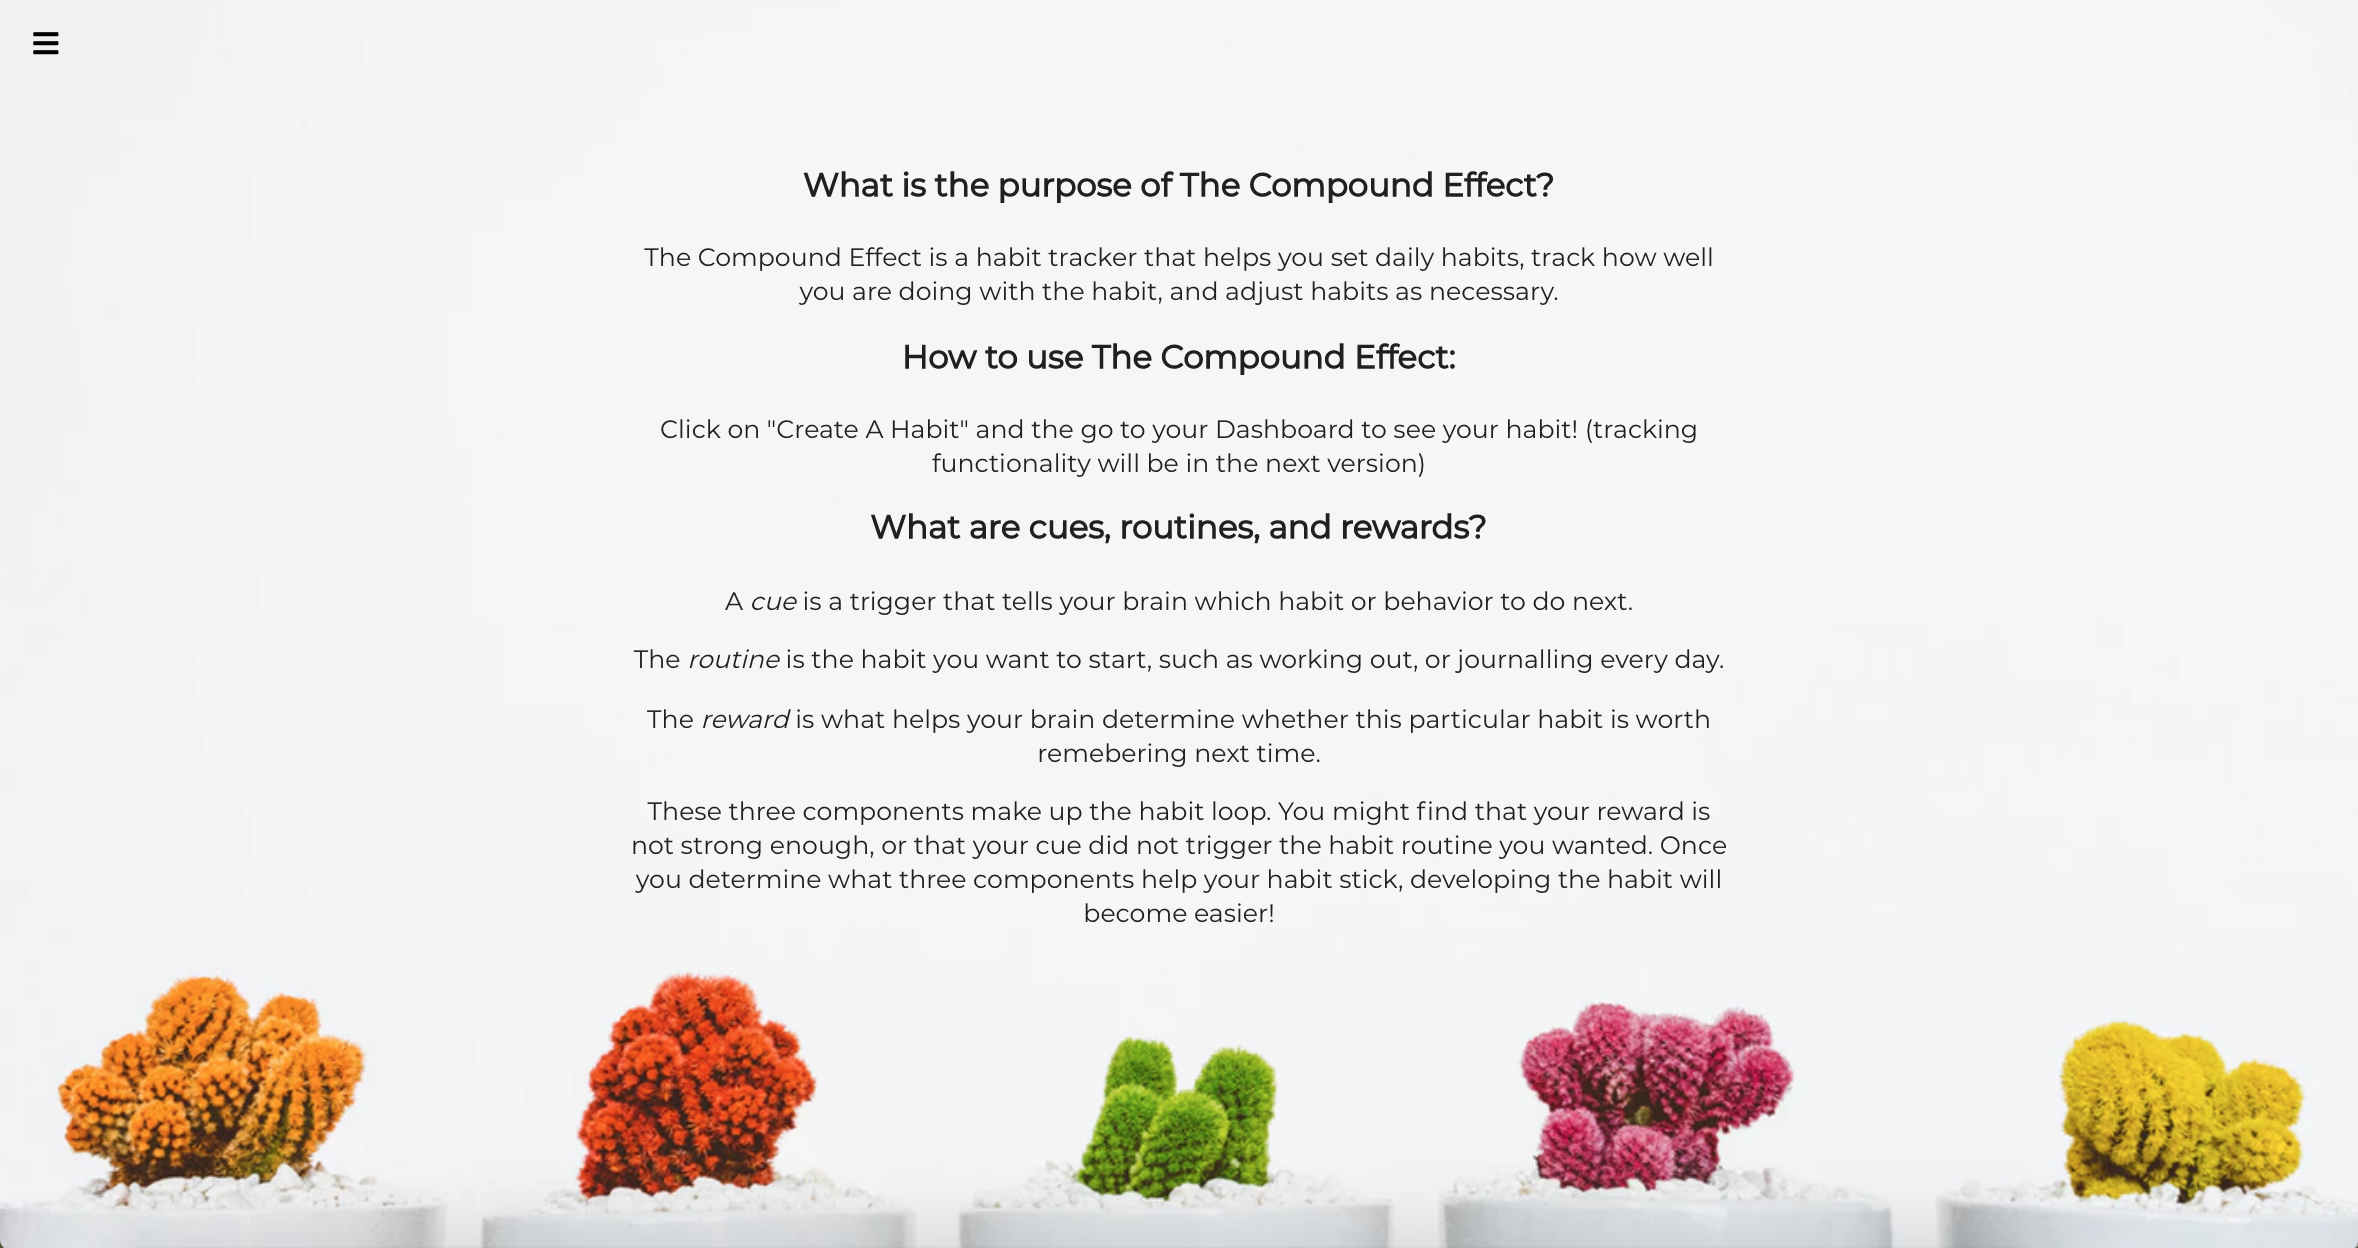 What is the purpose of The Compound Effect?
The Compound Effect is a habit tracker that helps you set daily habits, track how well
you are doing with the habit, and adjust habits as necessary.
How to use The Compound Effect:
Click on "Create A Habit" and the go to your Dashboard to see your habit! (tracking
functionality will be in the next version)
What are cues, routines, and rewards?
A cue is a trigger that tells your brain which habit or behavior to do next.
The routine is the habit you want to start, such as working out, or journalling every day.
The reward is what helps your brain determine whether this particular habit is worth
remebering next time.
These three components make up the habit loop. You might find that your reward is
not strong enough, or that your cue did not trigger the habit routine you wanted. Once
you determine what three components help your habit stick, developing the habit will
become easier!